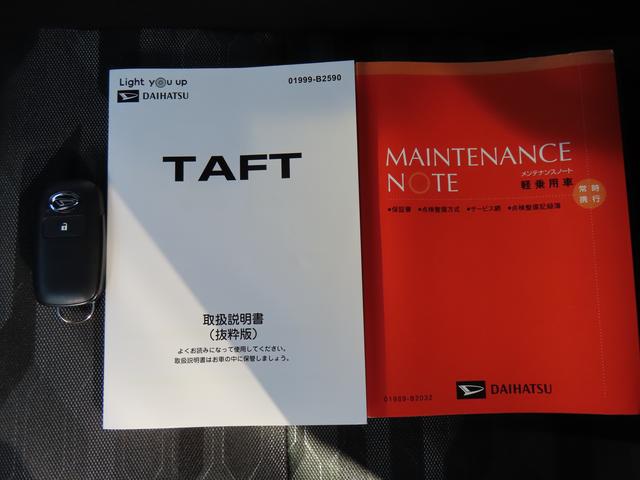 Light you up
DAIHATSU
01999-B2590
TAFT
取扱説明書
(抜粋版)
よくお読みになって使用してください。
取扱説明書はお車の中に保管しましょう。
MAINTENANCE
NOTE
メンテナンスノート
軽乗用車
常時
携行
●保証書 ●点検整備方式 ●サービス網 ●点検整備記録簿
01989-B2032
DAIHATSU